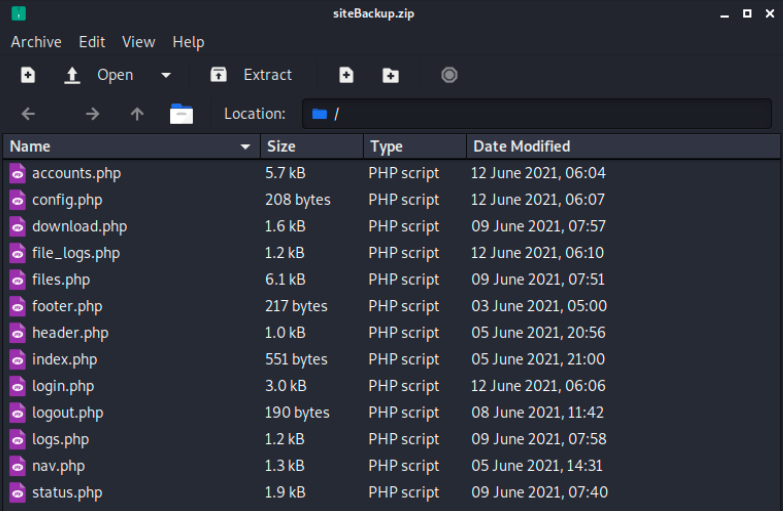 siteBackup.zip
Archive Edit View Help
Open Extract
Location: /
Name Size Type Date Modified
accounts.php 5.7 kB PHP script 12 June 2021, 06:04
config.php 208 bytes PHP script 12 June 2021, 06:07
download.php 1.6 kB PHP script 09 June 2021, 07:57
file_logs.php 1.2 kB PHP script 12 June 2021, 06:10
files.php 6.1 kB PHP script 09 June 2021, 07:51
footer.php 217 bytes PHP script 03 June 2021, 05:00
header.php 1.0 kB PHP script 05 June 2021, 20:56
index.php 551 bytes PHP script 05 June 2021, 21:00
login.php 3.0 kB PHP script 12 June 2021, 06:06
logout.php 190 bytes PHP script 08 June 2021, 11:42
logs.php 1.2 kB PHP script 09 June 2021, 07:58
nav.php 1.3 kB PHP script 05 June 2021, 14:31
status.php 1.9 kB PHP script 09 June 2021, 07:40